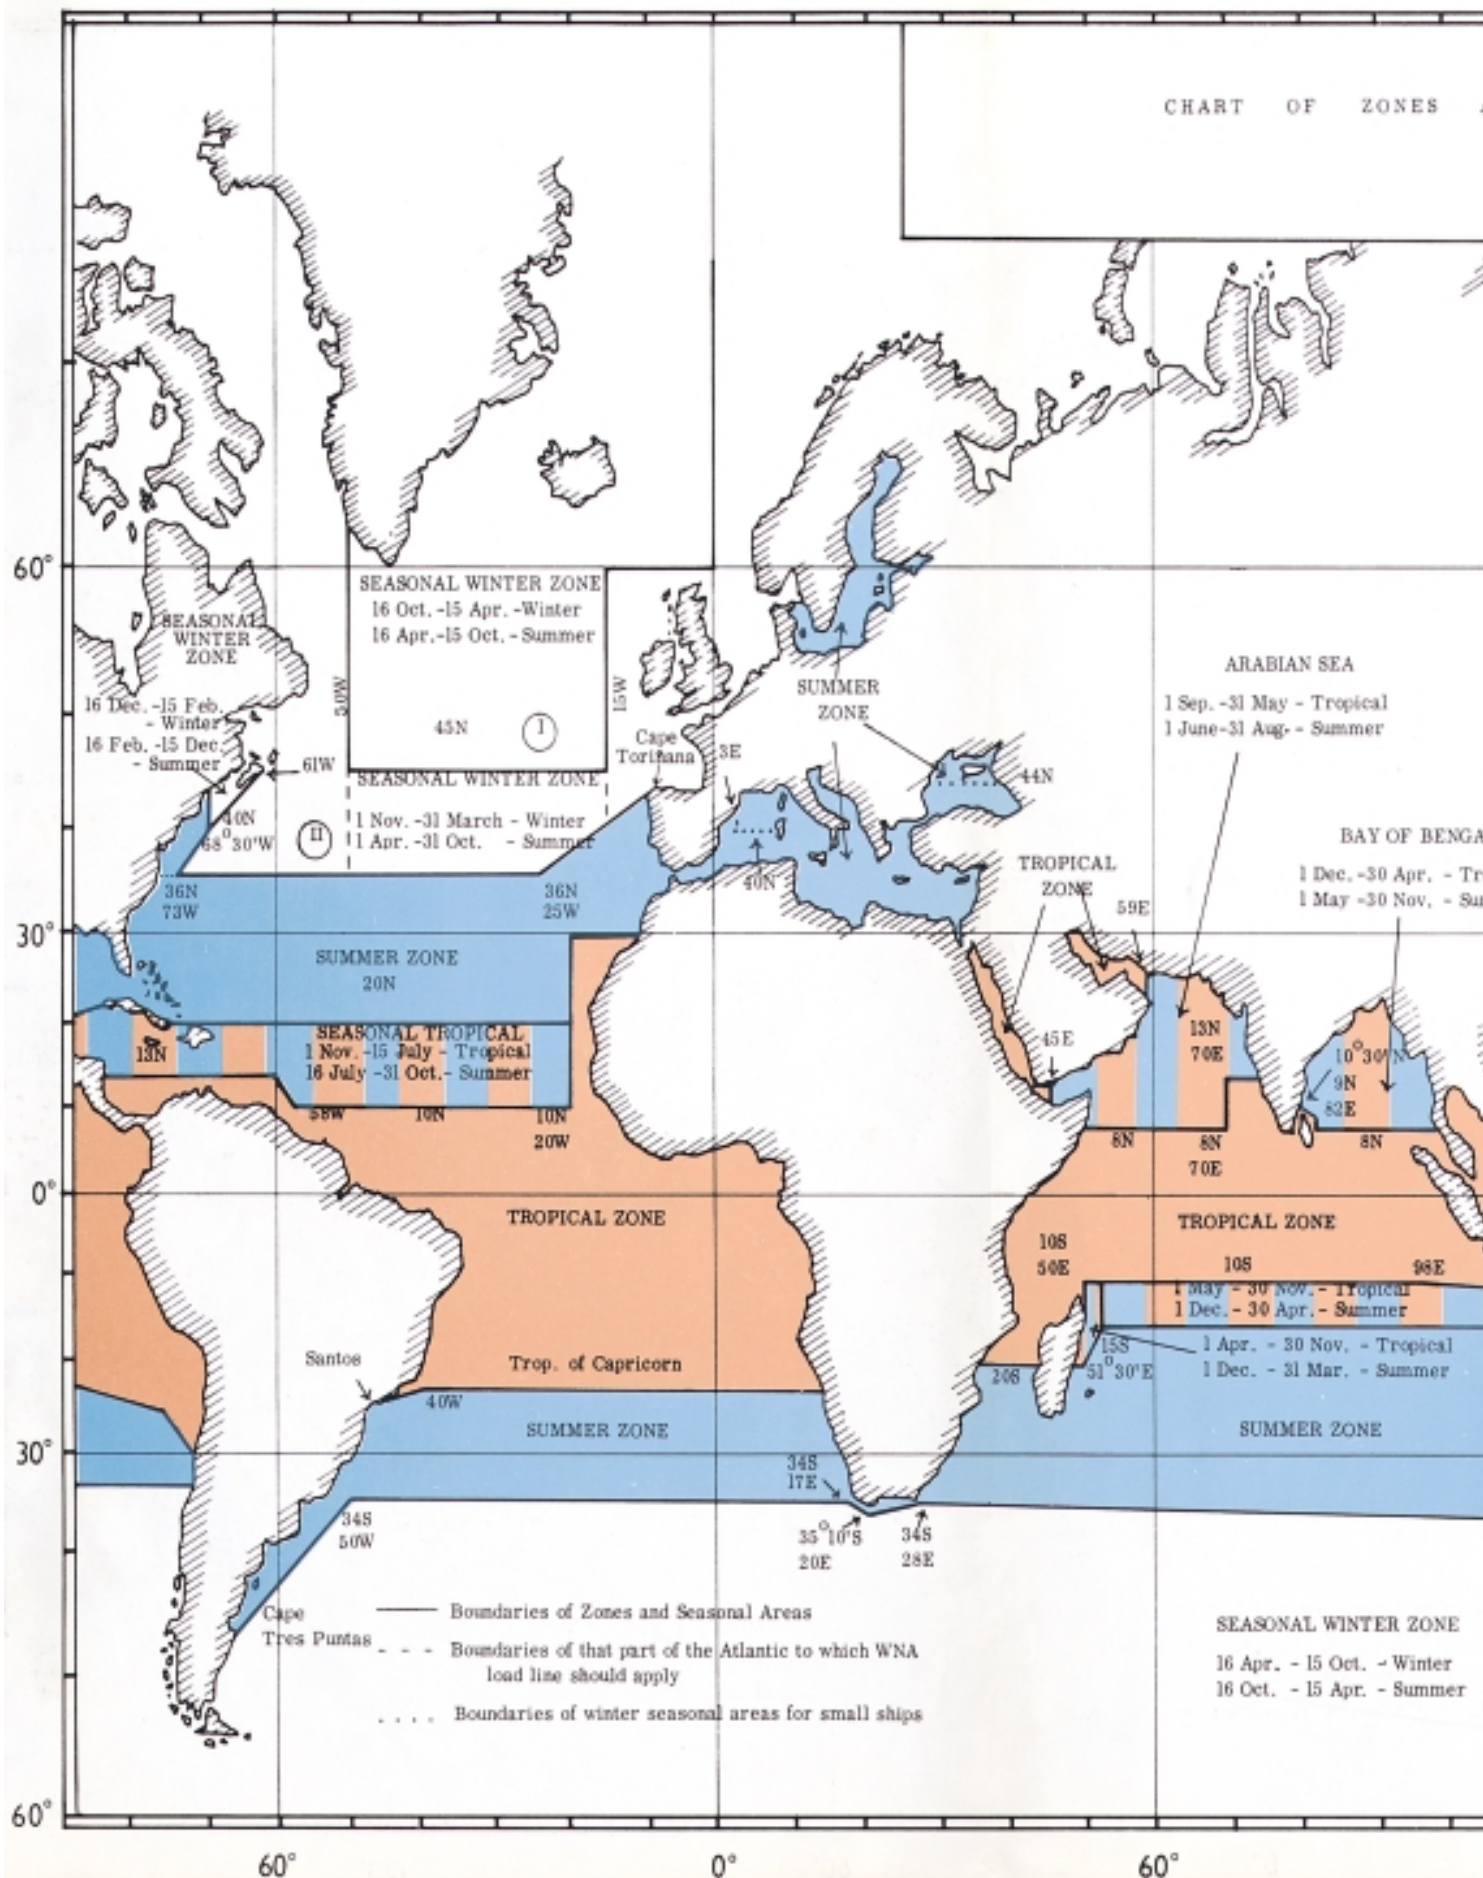 CHART OF ZONES
60°
SEASONAL WINTER ZONE
16 Oct. -15 Apr. -Winter
16 Apr.-15 Oct. - Summer
SEASONAL
WINTER
ZONE
50W
15W
45N
I
16 Dec. -15 Feb.
- Winter
16 Feb. -15 Dec.
- Summer
61W
40N
68°30'W
SEASONAL WINTER ZONE
II
1 Nov. -31 March - Winter
1 Apr. -31 Oct. - Summer
SUMMER
ZONE
Cape
Torinana
3E
44N
40N
ARABIAN SEA
1 Sep. -31 May - Tropical
1 June-31 Aug. - Summer
BAY OF
1 Dec. -30 Apr. -
1 May -30 Nov. -
TROPICAL
ZONE
59E
36N
73W
36N
25W
30°
SUMMER ZONE
20N
SEASONAL TROPICAL
1 Nov. -15 July - Tropical
16 July -31 Oct. - Summer
13N
58W
10N
10N
20W
45E
13N
70E
10°30'N
9N
82E
8N
8N
70E
8N
0°
TROPICAL ZONE
TROPICAL ZONE
10S
50E
10S
98E
1 May - 30 Nov. - Tropical
1 Dec. - 30 Apr. - Summer
15S
51°30'E
1 Apr. - 30 Nov. - Tropical
1 Dec. - 31 Mar. - Summer
20S
Santos
Trop. of Capricorn
40W
SUMMER ZONE
SUMMER ZONE
30°
34S
17E
34S
50W
35°10'S
20E
34S
28E
Cape
Tres Puntas
Boundaries of Zones and Seasonal Areas
Boundaries of that part of the Atlantic to which WNA
load line should apply
Boundaries of winter seasonal areas for small ships
SEASONAL WINTER ZONE
16 Apr. - 15 Oct. - Winter
16 Oct. - 15 Apr. - Summer
60°
60°
0°
60°